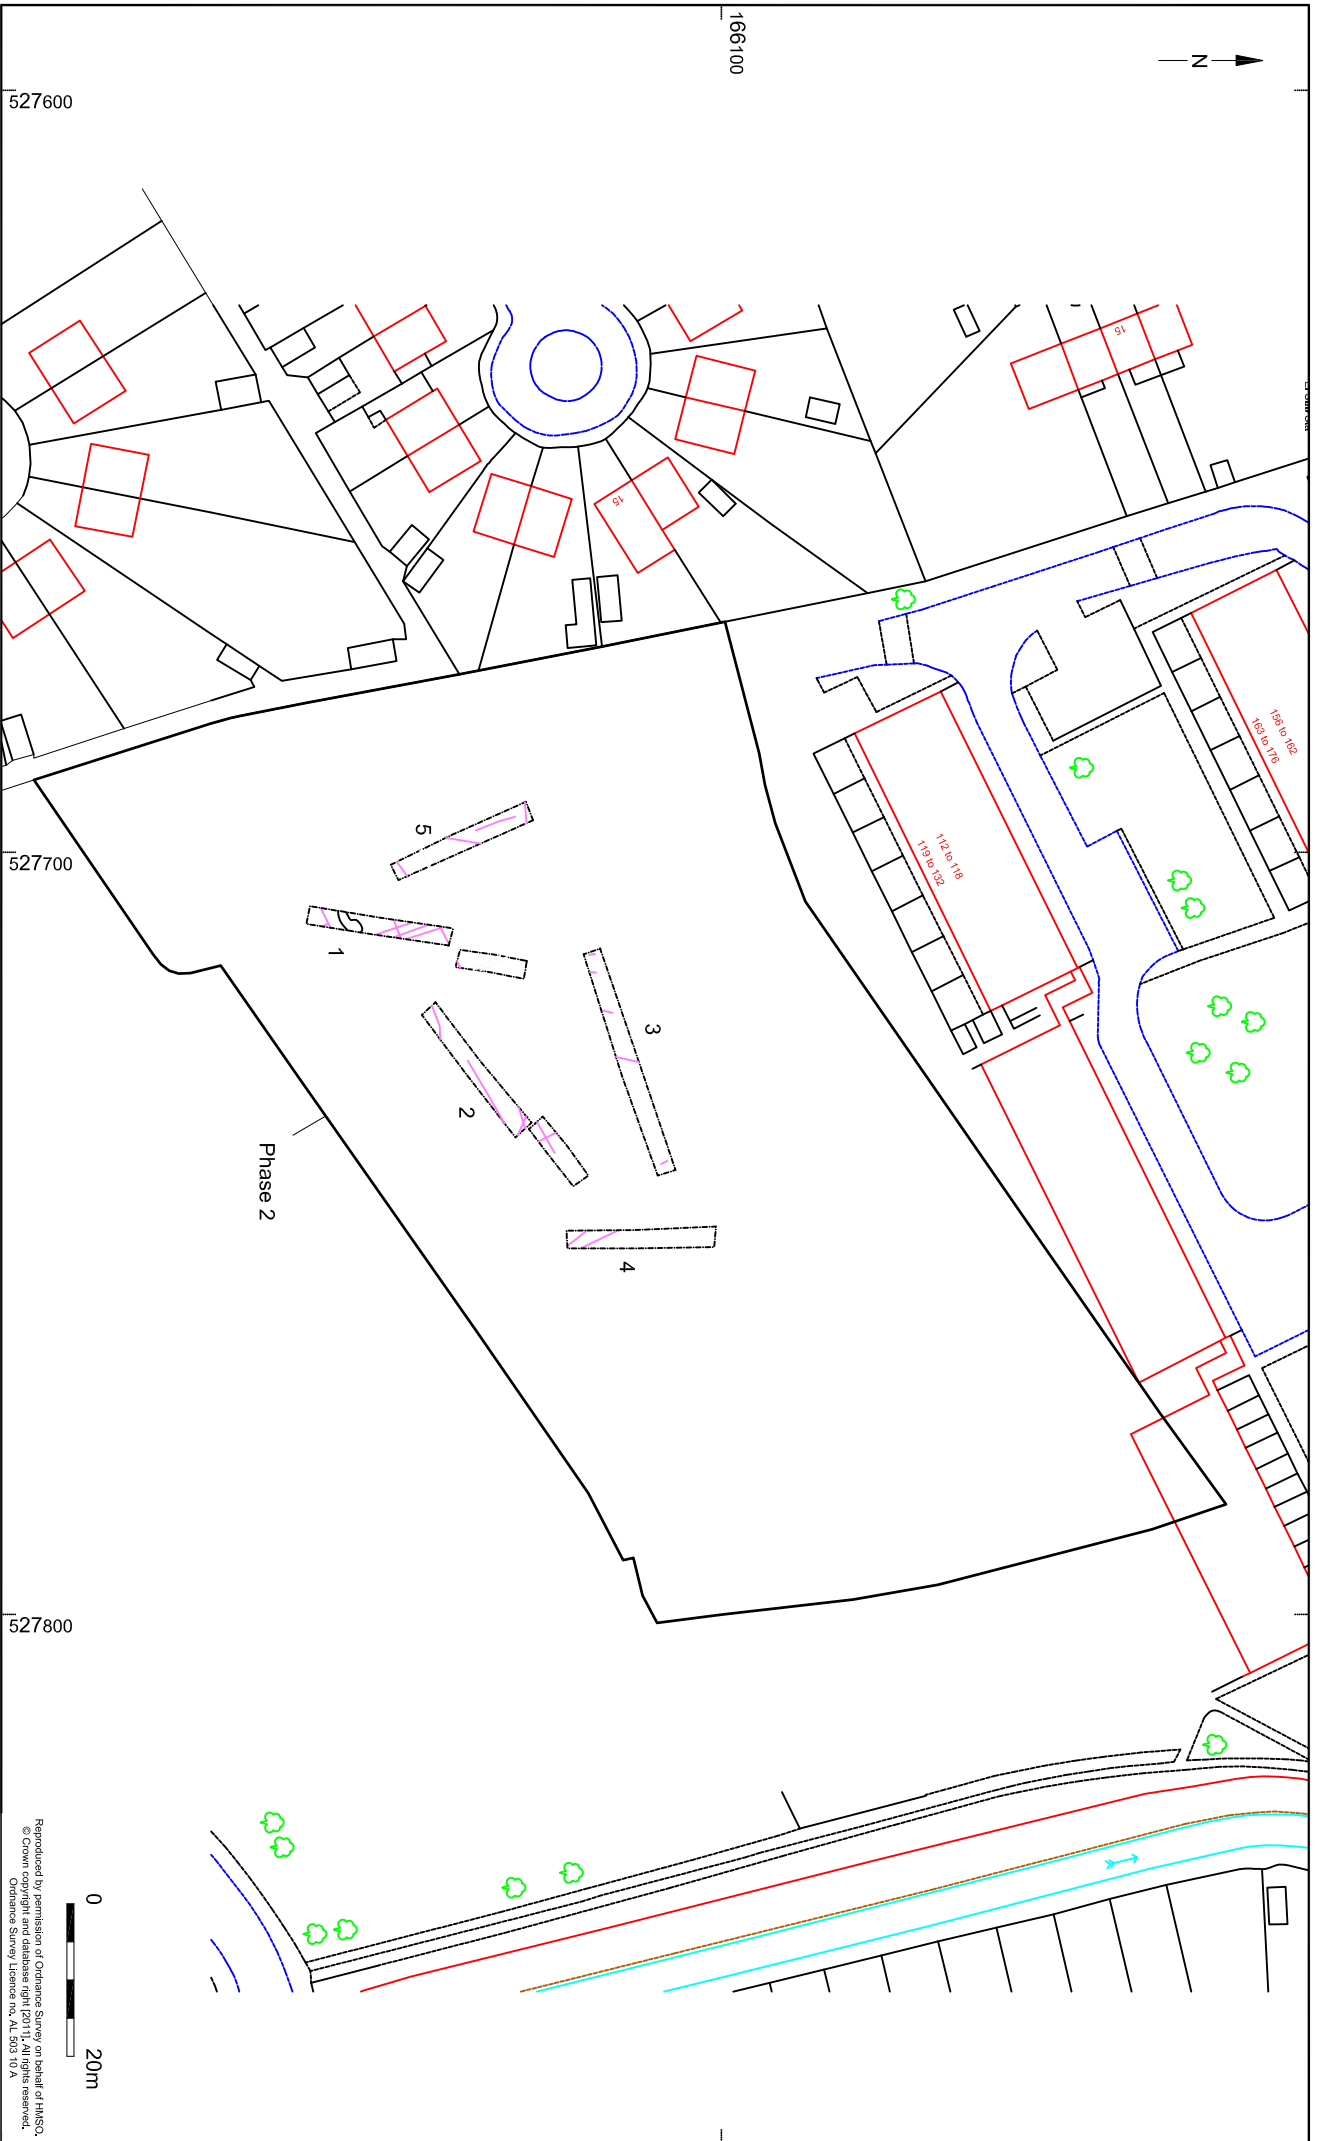 N
166100
527600
527700
527800
15
15
156 to 162
163 to 176
112 to 118
119 to 132
5
1
3
2
4
Phase 2
0
20m
Reproduced by permission of Ordnance Survey on behalf of HMSO.
© Crown copyright and database right [2011]. All rights reserved.
Ordnance Survey Licence no. AL 503 10 A